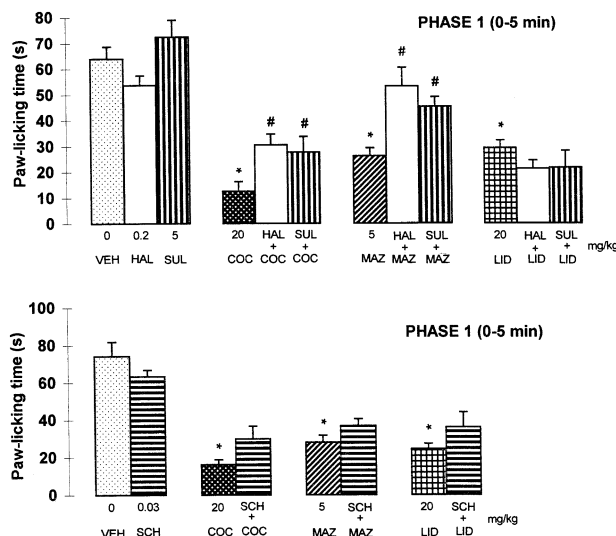 PHASE 1 (0-5 min)
Paw-licking time (s)
80
70
60
50
40
30
20
10
0
# # # #
* * *
0 0.2 5 20 HAL SUL 5 HAL SUL 20 HAL SUL
+ + + + + + mg/kg
VEH HAL SUL COC COC COC MAZ MAZ MAZ LID LID LID
PHASE 1 (0-5 min)
Paw-licking time (s)
100
80
60
40
20
0
* * *
0 0.03 20 SCH 5 SCH 20 SCH
+ + + mg/kg
VEH SCH COC COC MAZ MAZ LID LID